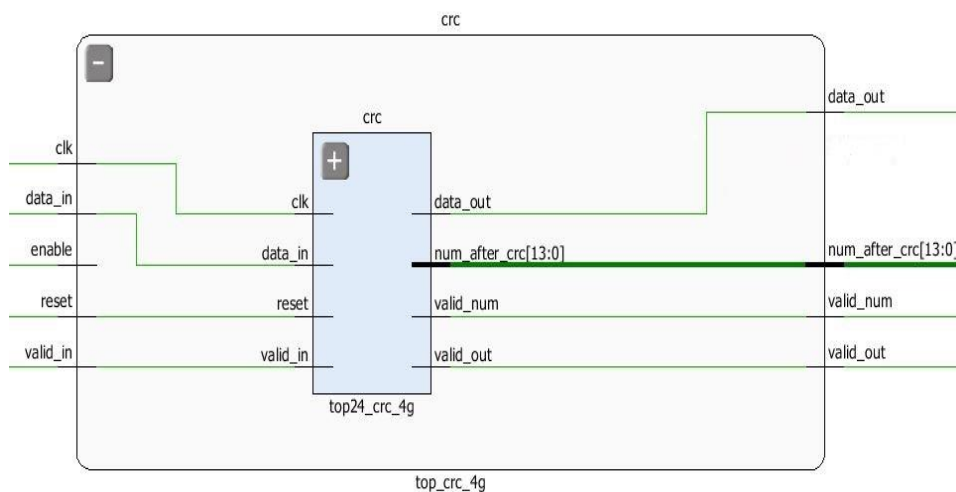 crc
data_out
crc
clk
clk
data_out
data_in
data_in
num_after_crc[13:0]
num_after_crc[13:0]
enable
reset
reset
valid_num
valid_num
valid_in
valid_in
valid_out
valid_out
top24_crc_4g
top_crc_4g